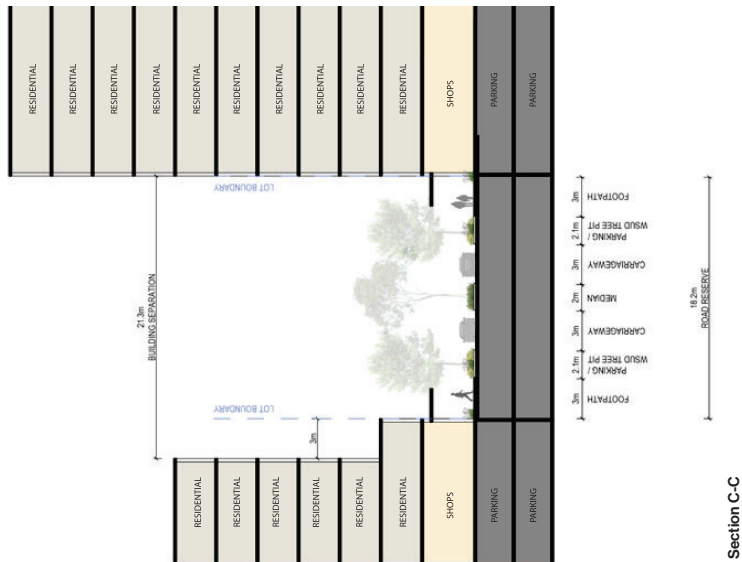 RESIDENTIAL
RESIDENTIAL
RESIDENTIAL
RESIDENTIAL
RESIDENTIAL
RESIDENTIAL
RESIDENTIAL
RESIDENTIAL
RESIDENTIAL
RESIDENTIAL
SHOPS
PARKING
PARKING
21.3m
BUILDING SEPARATION
LOT BOUNDARY
LOT BOUNDARY
3m
RESIDENTIAL
RESIDENTIAL
RESIDENTIAL
RESIDENTIAL
RESIDENTIAL
RESIDENTIAL
SHOPS
PARKING
PARKING
3m
FOOTPATH
2.1m
PARKING /
WSUD TREE PIT
3m
CARRIAGEWAY
2m
MEDIAN
3m
CARRIAGEWAY
2.1m
PARKING /
WSUD TREE PIT
3m
FOOTPATH
18.2m
ROAD RESERVE
Section C-C